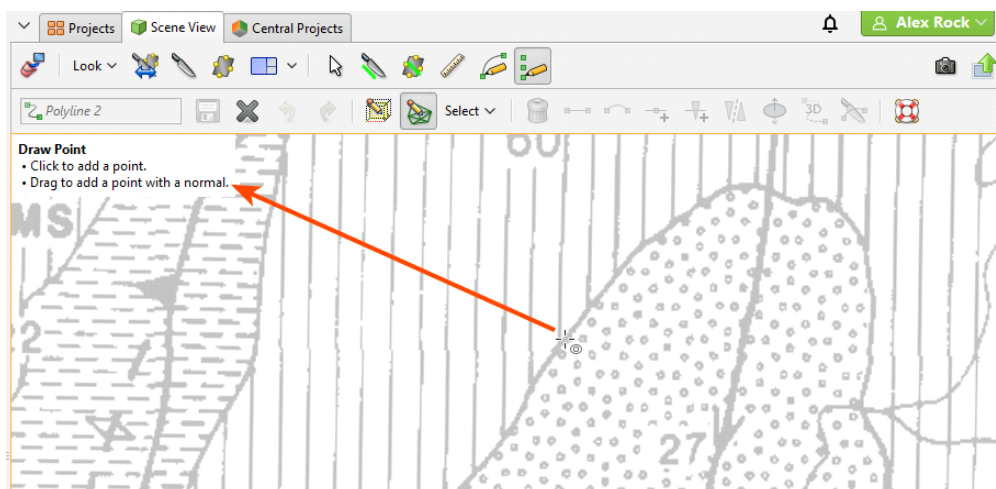 Projects Scene View Central Projects Alex Rock
Look
Polyline 2 Select 3D
Draw Point
• Click to add a point.
• Drag to add a point with a normal.
60
MS
22
27